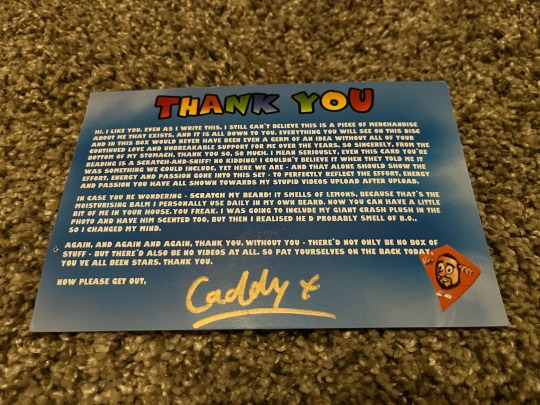 THANK YOU
HI. I LIKE YOU. EVEN AS I WRITE THIS, I STILL CAN'T BELIEVE THIS IS A PIECE OF MERCHANDISE
ABOUT ME THAT EXISTS, AND IT IS ALL DOWN TO YOU. EVERYTHING YOU WILL SEE ON THIS DISC
AND IN THIS BOX WOULD NEVER HAVE BEEN EVEN A GERM OF AN IDEA WITHOUT ALL OF YOUR
CONTINUED LOVE AND UNBREAKABLE SUPPORT FOR ME OVER THE YEARS, SO SINCERELY, FROM THE
BOTTOM OF MY STOMACH, THANK YOU SO, SO MUCH. I MEAN SERIOUSLY, EVEN THIS CARD YOU'RE
READING IS A SCRATCH-AND-SNIFF! NO KIDDING! I COULDN'T BELIEVE IT WHEN THEY TOLD ME IT
WAS SOMETHING WE COULD INCLUDE, YET HERE WE ARE - AND THAT ALONE SHOULD SHOW THE
EFFORT, ENERGY AND PASSION GONE INTO THIS SET - TO PERFECTLY REFLECT THE EFFORT, ENERGY
AND PASSION YOU HAVE ALL SHOWN TOWARDS MY STUPID VIDEOS UPLOAD AFTER UPLOAD.
IN CASE YOU'RE WONDERING - SCRATCH MY BEARD! IT SMELLS OF LEMONS, BECAUSE THAT'S THE
MOISTURISING BALM I PERSONALLY USE DAILY IN MY OWN BEARD. NOW YOU CAN HAVE A LITTLE
BIT OF ME IN YOUR HOUSE. YOU FREAK. I WAS GOING TO INCLUDE MY GIANT CRASH PLUSH IN THE
PHOTO AND HAVE HIM SCENTED TOO, BUT THEN I REALISED HE'D PROBABLY SMELL OF B.O.,
SO I CHANGED MY MIND.
AGAIN, AND AGAIN AND AGAIN, THANK YOU. WITHOUT YOU - THERE'D NOT ONLY BE NO BOX OF
STUFF - BUT THERE'D ALSO BE NO VIDEOS AT ALL. SO PAT YOURSELVES ON THE BACK TODAY.
YOU'VE ALL BEEN STARS. THANK YOU.
NOW PLEASE GET OUT,
Caddy x